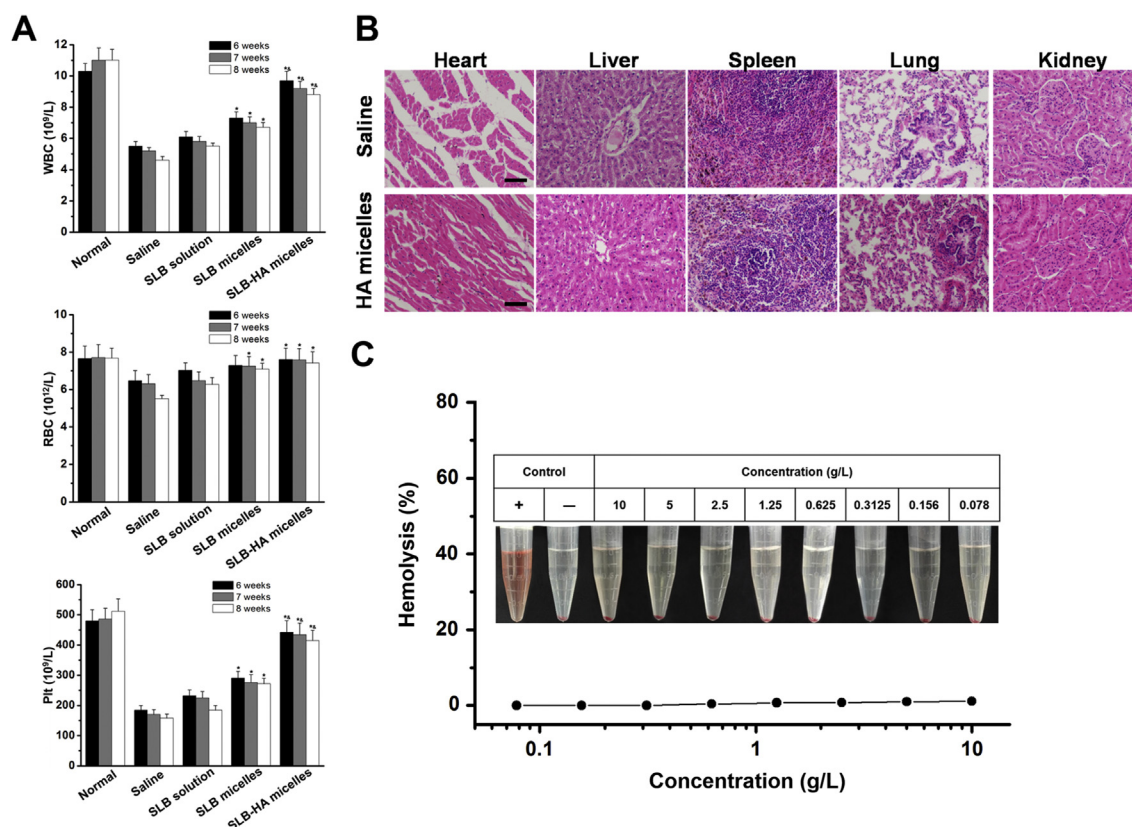 A
12
10
8
6
4
2
0
WBC (10⁹/L)
6 weeks
7 weeks
8 weeks
* * *
*& *& *&
Normal
Saline
SLB solution
SLB micelles
SLB-HA micelles
10
8
6
4
2
0
RBC (10¹²/L)
6 weeks
7 weeks
8 weeks
* *
* * *
Normal
Saline
SLB solution
SLB micelles
SLB-HA micelles
600
500
400
300
200
100
0
Plt (10⁹/L)
6 weeks
7 weeks
8 weeks
* * *
*& *& *&
Normal
Saline
SLB solution
SLB micelles
SLB-HA micelles
B
Heart Liver Spleen Lung Kidney
Saline
HA micelles
C
80
60
40
20
0
Hemolysis (%)
Control Concentration (g/L)
+ — 10 5 2.5 1.25 0.625 0.3125 0.156 0.078
0.1 1 10
Concentration (g/L)